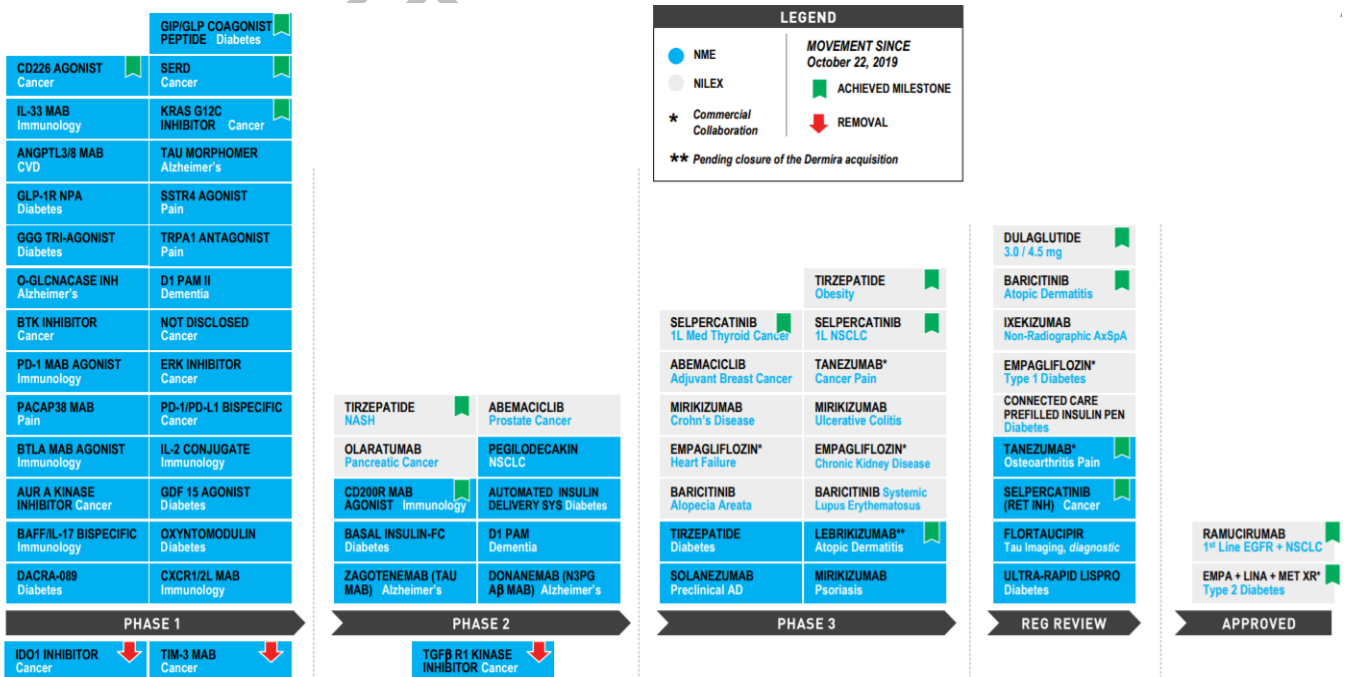 LEGEND
NME
NILEX
* Commercial
Collaboration
MOVEMENT SINCE
October 22, 2019
ACHIEVED MILESTONE
REMOVAL
** Pending closure of the Dermira acquisition
GIP/GLP COAGONIST
PEPTIDE Diabetes
CD226 AGONIST
Cancer
SERD
Cancer
IL-33 MAB
Immunology
KRAS G12C
INHIBITOR Cancer
ANGPTL3/8 MAB
CVD
TAU MORPHOMER
Alzheimer's
GLP-1R NPA
Diabetes
SSTR4 AGONIST
Pain
GGG TRI-AGONIST
Diabetes
TRPA1 ANTAGONIST
Pain
O-GLCNACASE INH
Alzheimer's
D1 PAM II
Dementia
BTK INHIBITOR
Cancer
NOT DISCLOSED
Cancer
PD-1 MAB AGONIST
Immunology
ERK INHIBITOR
Cancer
PACAP38 MAB
Pain
PD-1/PD-L1 BISPECIFIC
Cancer
BTLA MAB AGONIST
Immunology
IL-2 CONJUGATE
Immunology
AUR A KINASE
INHIBITOR Cancer
GDF 15 AGONIST
Diabetes
BAFF/IL-17 BISPECIFIC
Immunology
OXYNTOMODULIN
Diabetes
DACRA-089
Diabetes
CXCR1/2L MAB
Immunology
PHASE 1
IDO1 INHIBITOR
Cancer
TIM-3 MAB
Cancer
TIRZEPATIDE
NASH
ABEMACICLIB
Prostate Cancer
OLARATUMAB
Pancreatic Cancer
PEGILODECAKIN
NSCLC
CD200R MAB
AGONIST Immunology
AUTOMATED INSULIN
DELIVERY SYS Diabetes
BASAL INSULIN-FC
Diabetes
D1 PAM
Dementia
ZAGOTENEMAB (TAU
MAB) Alzheimer's
DONANEMAB (N3PG
Aβ MAB) Alzheimer's
PHASE 2
TGFβ R1 KINASE
INHIBITOR Cancer
TIRZEPATIDE
Obesity
SELPERCATINIB
1L Med Thyroid Cancer
SELPERCATINIB
1L NSCLC
ABEMACICLIB
Adjuvant Breast Cancer
TANEZUMAB*
Cancer Pain
MIRIKIZUMAB
Crohn's Disease
MIRIKIZUMAB
Ulcerative Colitis
EMPAGLIFLOZIN*
Heart Failure
EMPAGLIFLOZIN*
Chronic Kidney Disease
BARICITINIB
Alopecia Areata
BARICITINIB Systemic
Lupus Erythematosus
TIRZEPATIDE
Diabetes
LEBRIKIZUMAB**
Atopic Dermatitis
SOLANEZUMAB
Preclinical AD
MIRIKIZUMAB
Psoriasis
PHASE 3
DULAGLUTIDE
3.0 / 4.5 mg
BARICITINIB
Atopic Dermatitis
IXEKIZUMAB
Non-Radiographic AxSpA
EMPAGLIFLOZIN*
Type 1 Diabetes
CONNECTED CARE
PREFILLED INSULIN PEN
Diabetes
TANEZUMAB*
Osteoarthritis Pain
SELPERCATINIB
(RET INH) Cancer
FLORTAUCIPIR
Tau Imaging, diagnostic
ULTRA-RAPID LISPRO
Diabetes
REG REVIEW
RAMUCIRUMAB
1st Line EGFR + NSCLC
EMPA + LINA + MET XR*
Type 2 Diabetes
APPROVED